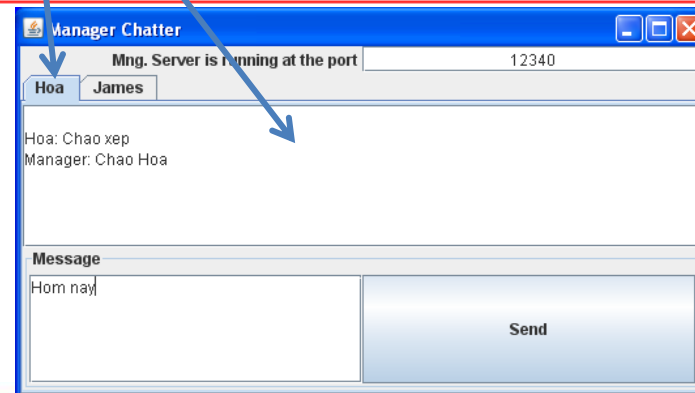 Manager Chatter
Mng. Server is running at the port 12340
Hoa James
Hoa: Chao xep
Manager: Chao Hoa
Message
Hom nay
Send